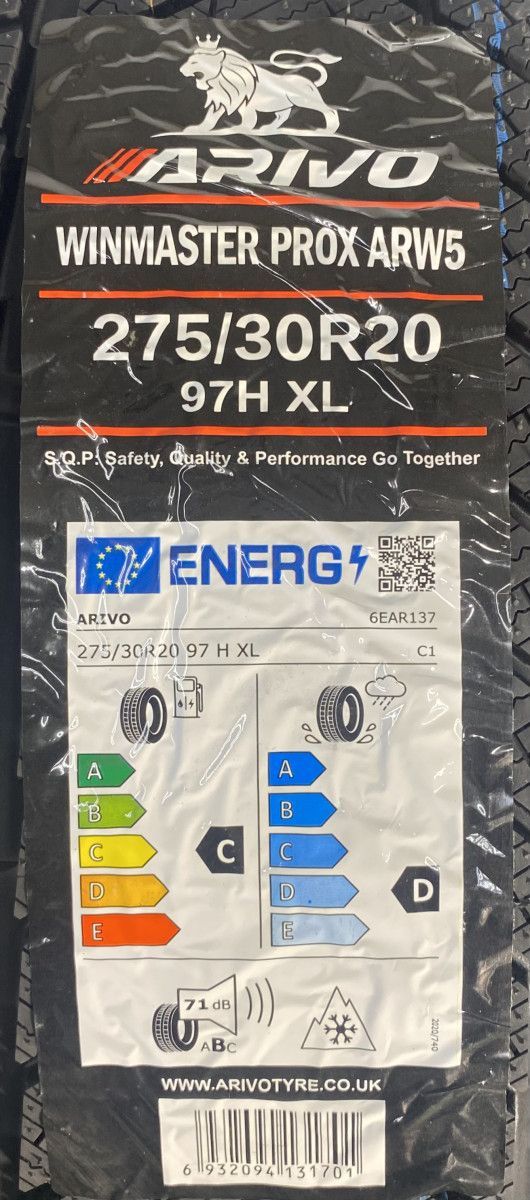 ARIVO
WINMASTER PROX ARW5
275/30R20
97H XL
S.Q.P: Safety, Quality & Performance Go Together
ENERG
ARIVO 6EAR137
275/30R20 97 H XL C1
A A
B B
C C C
D D D
E E
71 dB
ABC
2020/740
WWW.ARIVOTYRE.CO.UK
6 932094 131701